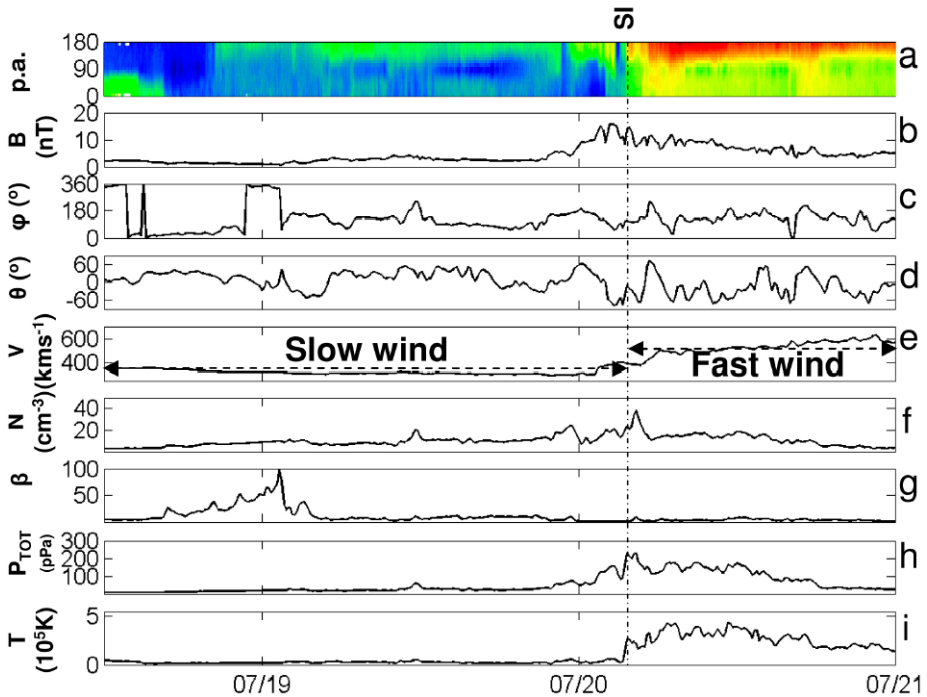 SI
p.a.
180
90
0
a
B
(nT)
20
10
0
b
φ (º)
360
180
0
c
θ (º)
60
0
-60
d
V
(kms-1)
600
400
Slow wind
Fast wind
e
N
(cm-3)
40
20
f
β
100
50
g
PTOT
(pPa)
300
200
100
h
T
(10⁵K)
5
0
i
07/19
07/20
07/21